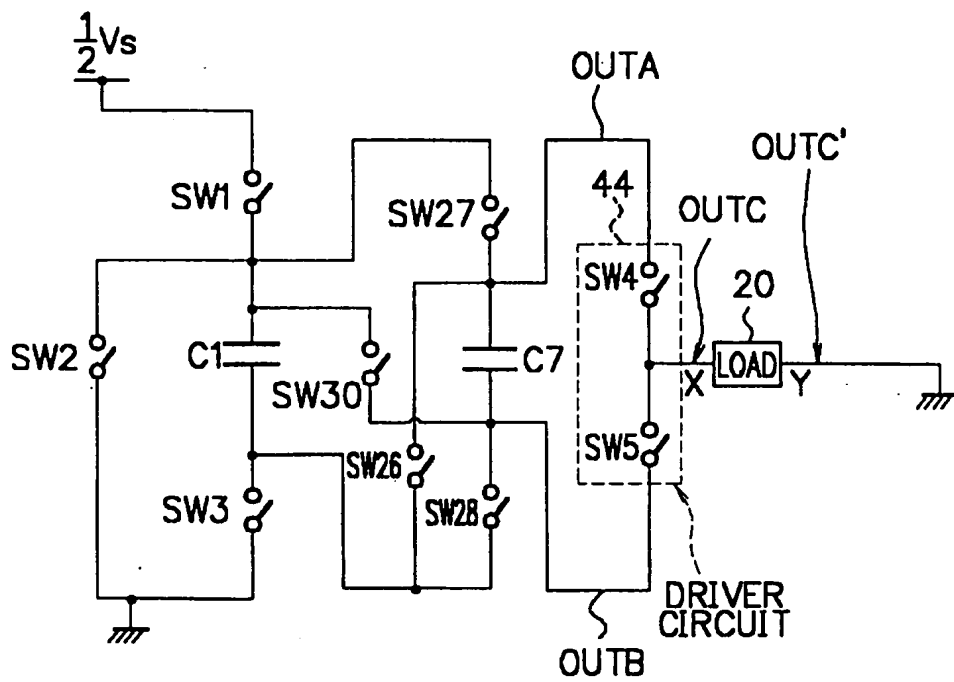 1/2 Vs
OUTA
OUTC'
44
OUTC
SW1
SW27
SW4
20
SW2
C1
SW30
C7
LOAD
X
Y
SW26
SW5
SW3
SW28
DRIVER
CIRCUIT
OUTB